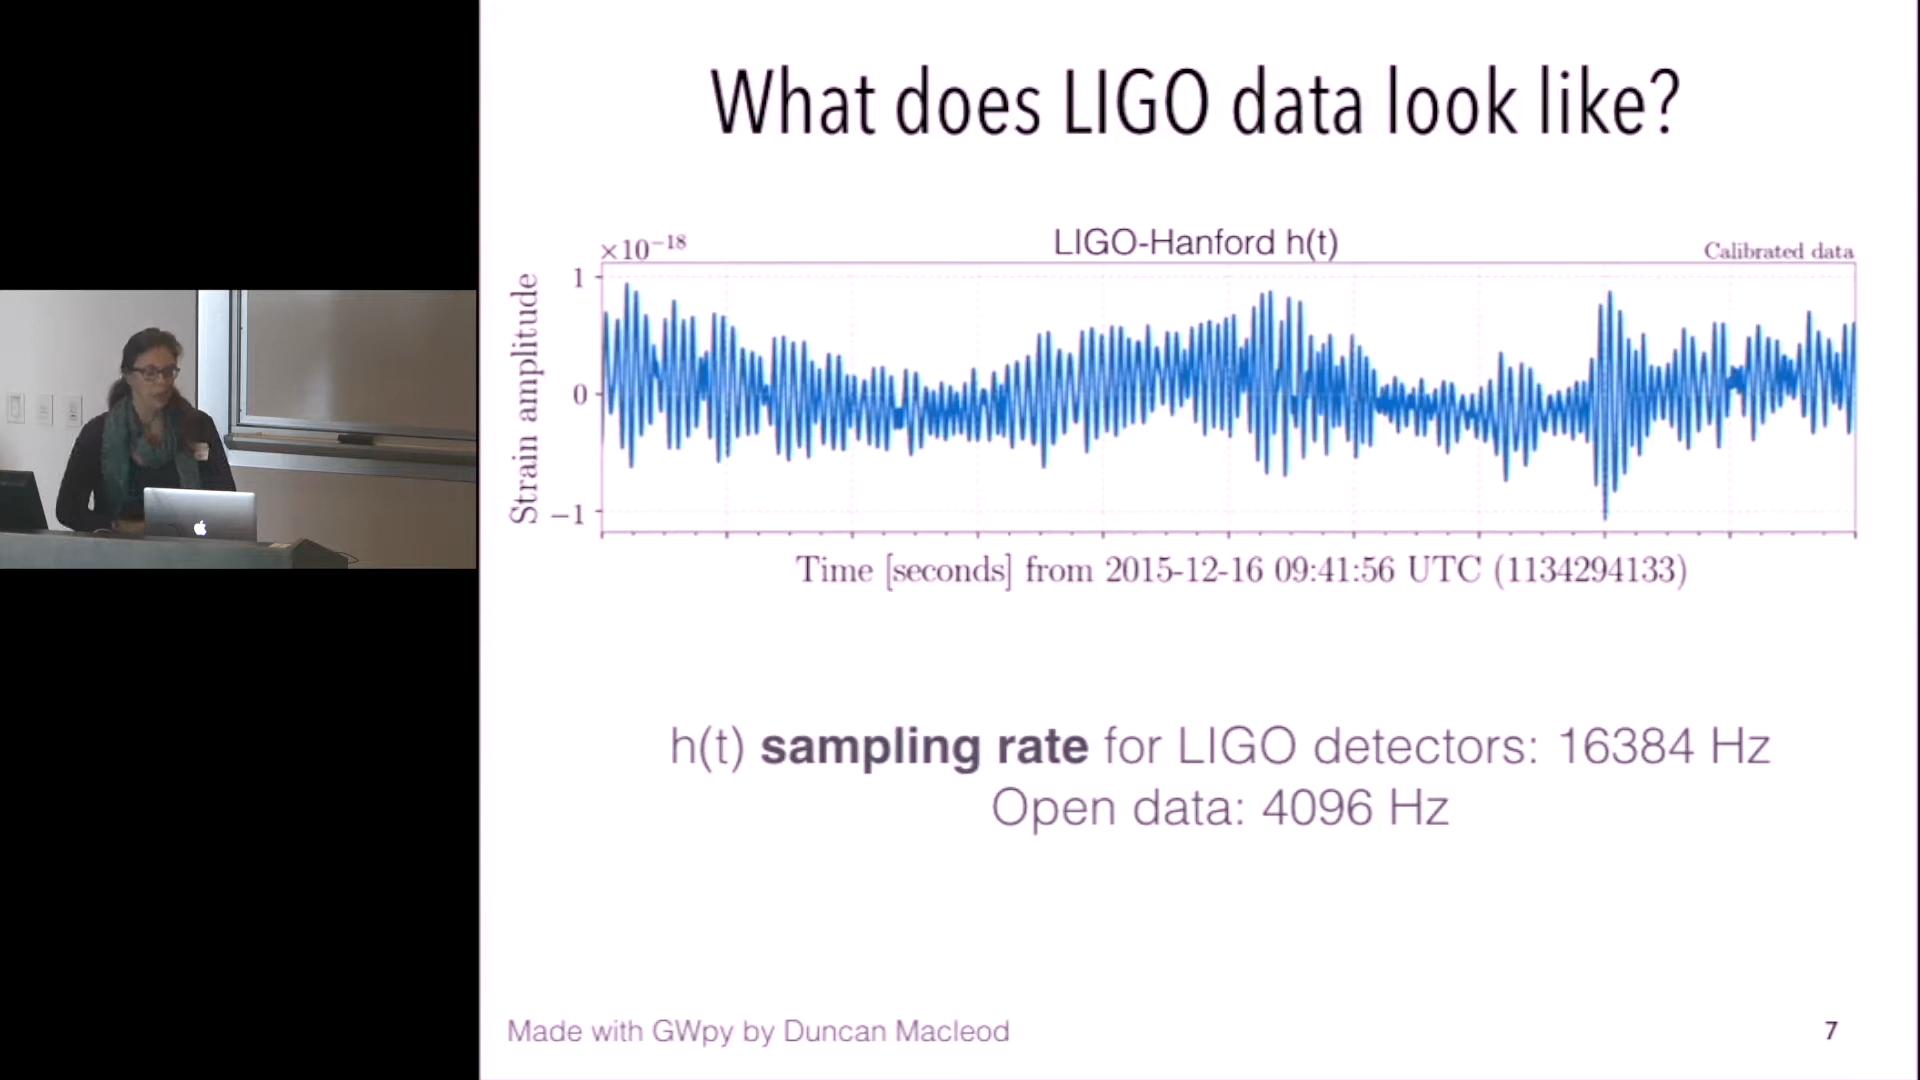 What does LIGO data look like?
×10−18
LIGO-Hanford h(t)
Calibrated data
Strain amplitude
1
0
−1
Time [seconds] from 2015-12-16 09:41:56 UTC (1134294133)
h(t) sampling rate for LIGO detectors: 16384 Hz
Open data: 4096 Hz
Made with GWpy by Duncan Macleod
7